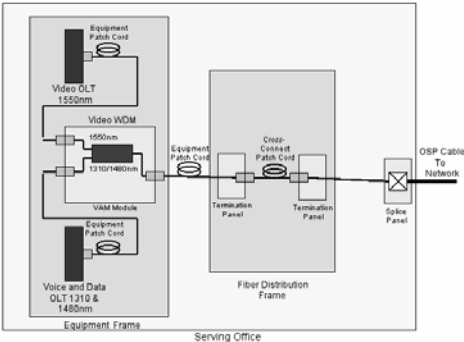 Equipment
Patch Cord
Video OLT
1550nm
Video WDM
1550nm
1310/1480nm
VAM Module
Equipment
Patch Cord
Voice and Data
OLT 1310 &
1480nm
Equipment Frame
Equipment
Patch Cord
Cross-
Connect
Patch Cord
Termination
Panel
Termination
Panel
Fiber Distribution
Frame
OSP Cable
To
Network
Splice
Panel
Serving Office